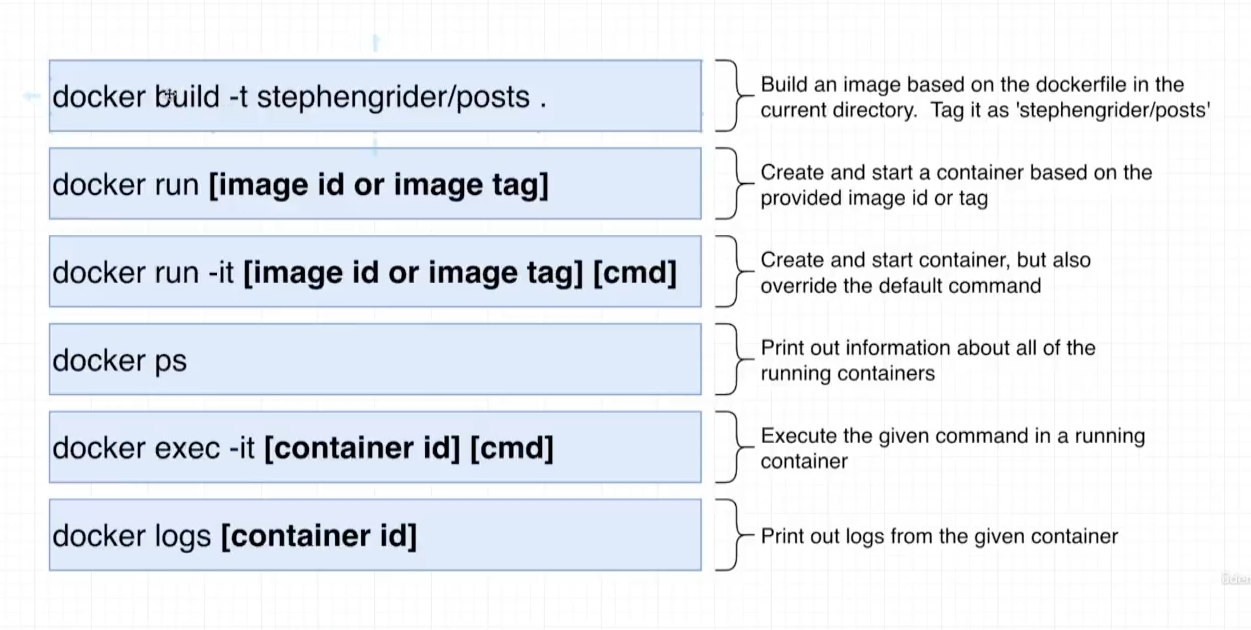 docker build -t stephengrider/posts .
Build an image based on the dockerfile in the
current directory.  Tag it as 'stephengrider/posts'
docker run [image id or image tag]
Create and start a container based on the
provided image id or tag
docker run -it [image id or image tag] [cmd]
Create and start container, but also
override the default command
docker ps
Print out information about all of the
running containers
docker exec -it [container id] [cmd]
Execute the given command in a running
container
docker logs [container id]
Print out logs from the given container